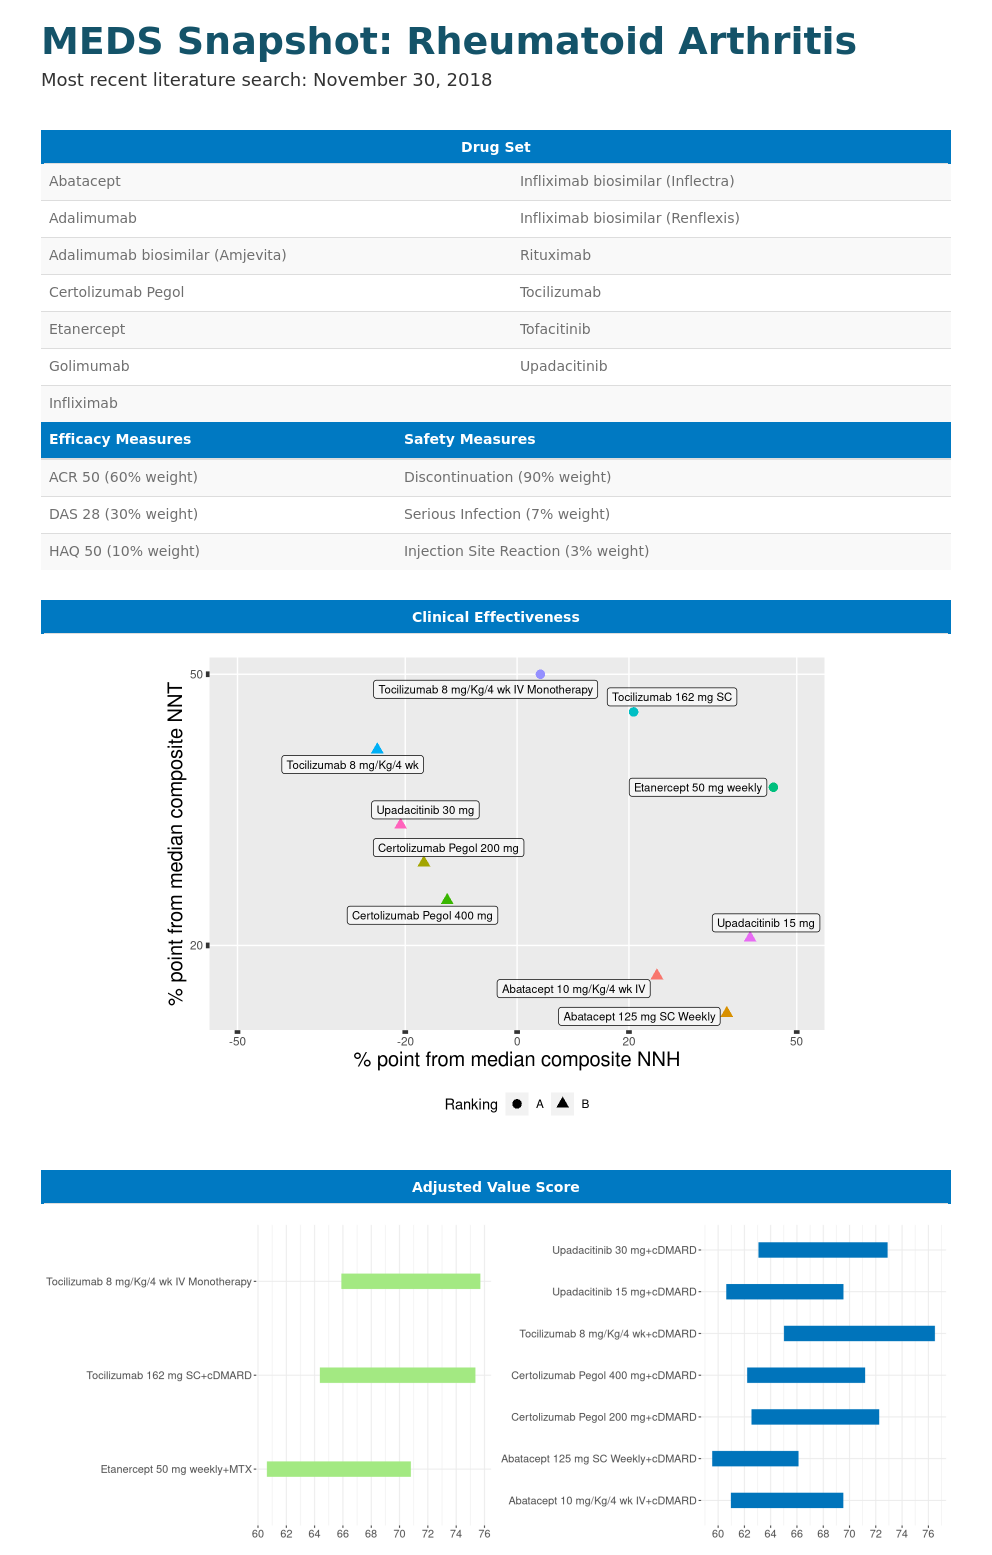 MEDS Snapshot: Rheumatoid Arthritis
Most recent literature search: November 30, 2018
Drug Set
Abatacept Infliximab biosimilar (Inflectra)
Adalimumab Infliximab biosimilar (Renflexis)
Adalimumab biosimilar (Amjevita) Rituximab
Certolizumab Pegol Tocilizumab
Etanercept Tofacitinib
Golimumab Upadacitinib
Infliximab
Efficacy Measures Safety Measures
ACR 50 (60% weight) Discontinuation (90% weight)
DAS 28 (30% weight) Serious Infection (7% weight)
HAQ 50 (10% weight) Injection Site Reaction (3% weight)
Clinical Effectiveness
% point from median composite NNT
50
20
Tocilizumab 8 mg/Kg/4 wk IV Monotherapy
Tocilizumab 162 mg SC
Tocilizumab 8 mg/Kg/4 wk
Etanercept 50 mg weekly
Upadacitinib 30 mg
Certolizumab Pegol 200 mg
Certolizumab Pegol 400 mg
Upadacitinib 15 mg
Abatacept 10 mg/Kg/4 wk IV
Abatacept 125 mg SC Weekly
-50 -20 0 20 50
% point from median composite NNH
Ranking A B
Adjusted Value Score
Tocilizumab 8 mg/Kg/4 wk IV Monotherapy
Tocilizumab 162 mg SC+cDMARD
Etanercept 50 mg weekly+MTX
60 62 64 66 68 70 72 74 76
Upadacitinib 30 mg+cDMARD
Upadacitinib 15 mg+cDMARD
Tocilizumab 8 mg/Kg/4 wk+cDMARD
Certolizumab Pegol 400 mg+cDMARD
Certolizumab Pegol 200 mg+cDMARD
Abatacept 125 mg SC Weekly+cDMARD
Abatacept 10 mg/Kg/4 wk IV+cDMARD
60 62 64 66 68 70 72 74 76